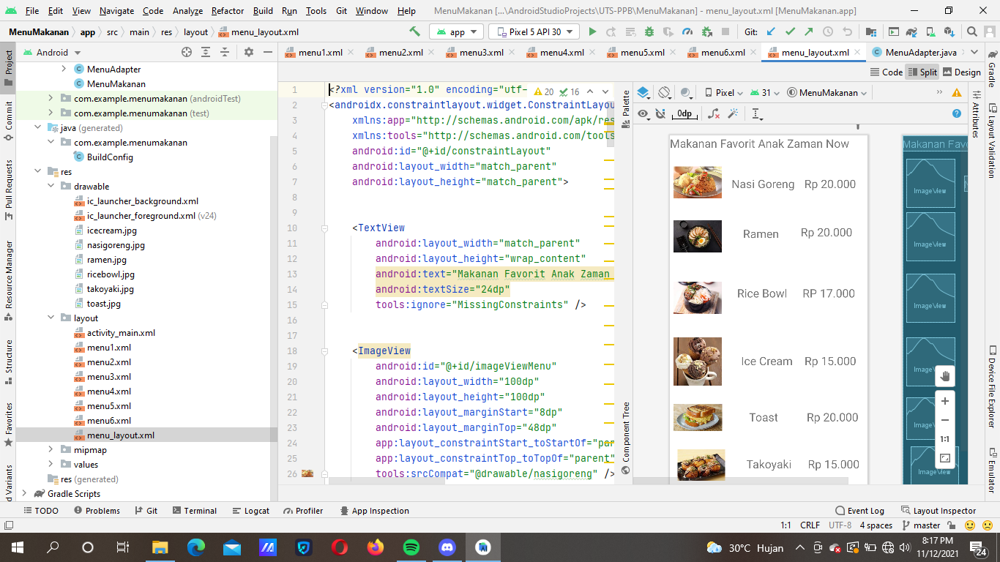 File Edit View Navigate Code Analyze Refactor Build Run Tools Git Window Help MenuMakanan [...\AndroidStudioProjects\UTS-PPB\MenuMakanan] - menu_layout.xml [MenuMakanan.app]
MenuMakanan app src main res layout menu_layout.xml app Pixel 5 API 30 Git:
Android menu1.xml menu2.xml menu3.xml menu4.xml menu5.xml menu6.xml menu_layout.xml MenuAdapter.java
Code Split Design
Project
Commit
Pull Requests
Resource Manager
Structure
Favorites
d Variants
MenuAdapter
MenuMakanan
com.example.menumakanan (androidTest)
com.example.menumakanan (test)
java (generated)
com.example.menumakanan
BuildConfig
res
drawable
ic_launcher_background.xml
ic_launcher_foreground.xml (v24)
icecream.jpg
nasigoreng.jpg
ramen.jpg
ricebowl.jpg
takoyaki.jpg
toast.jpg
layout
activity_main.xml
menu1.xml
menu2.xml
menu3.xml
menu4.xml
menu5.xml
menu6.xml
menu_layout.xml
mipmap
values
res (generated)
Gradle Scripts
20 16
1 <?xml version="1.0" encoding="utf-
2 <androidx.constraintlayout.widget.ConstraintLayou
3 xmlns:app="http://schemas.android.com/apk/res
4 xmlns:tools="http://schemas.android.com/tools
5 android:id="@+id/constraintLayout"
6 android:layout_width="match_parent"
7 android:layout_height="match_parent">
8
9
10 <TextView
11 android:layout_width="match_parent"
12 android:layout_height="wrap_content"
13 android:text="Makanan Favorit Anak Zaman
14 android:textSize="24dp"
15 tools:ignore="MissingConstraints" />
16
17
18 <ImageView
19 android:id="@+id/imageViewMenu"
20 android:layout_width="100dp"
21 android:layout_height="100dp"
22 android:layout_marginStart="8dp"
23 android:layout_marginTop="48dp"
24 app:layout_constraintStart_toStartOf="par
25 app:layout_constraintTop_toTopOf="parent"
26 tools:srcCompat="@drawable/nasigoreng" />
Palette
Component Tree
Pixel 31 MenuMakanan
0dp
Makanan Favorit Anak Zaman Now
Nasi Goreng Rp 20.000
Ramen Rp 20.000
Rice Bowl RP 17.000
Ice Cream Rp 15.000
Toast Rp 20.000
Takoyaki Rp 15.000
Makanan Favo
ImageView
ImageView
ImageView
ImageView
1:1
Attributes
Gradle
Layout Validation
Device File Explorer
Emulator
TODO Problems Git Terminal Logcat Profiler App Inspection Event Log Layout Inspector
1:1 CRLF UTF-8 4 spaces master
30°C Hujan 8:17 PM
11/12/2021
24